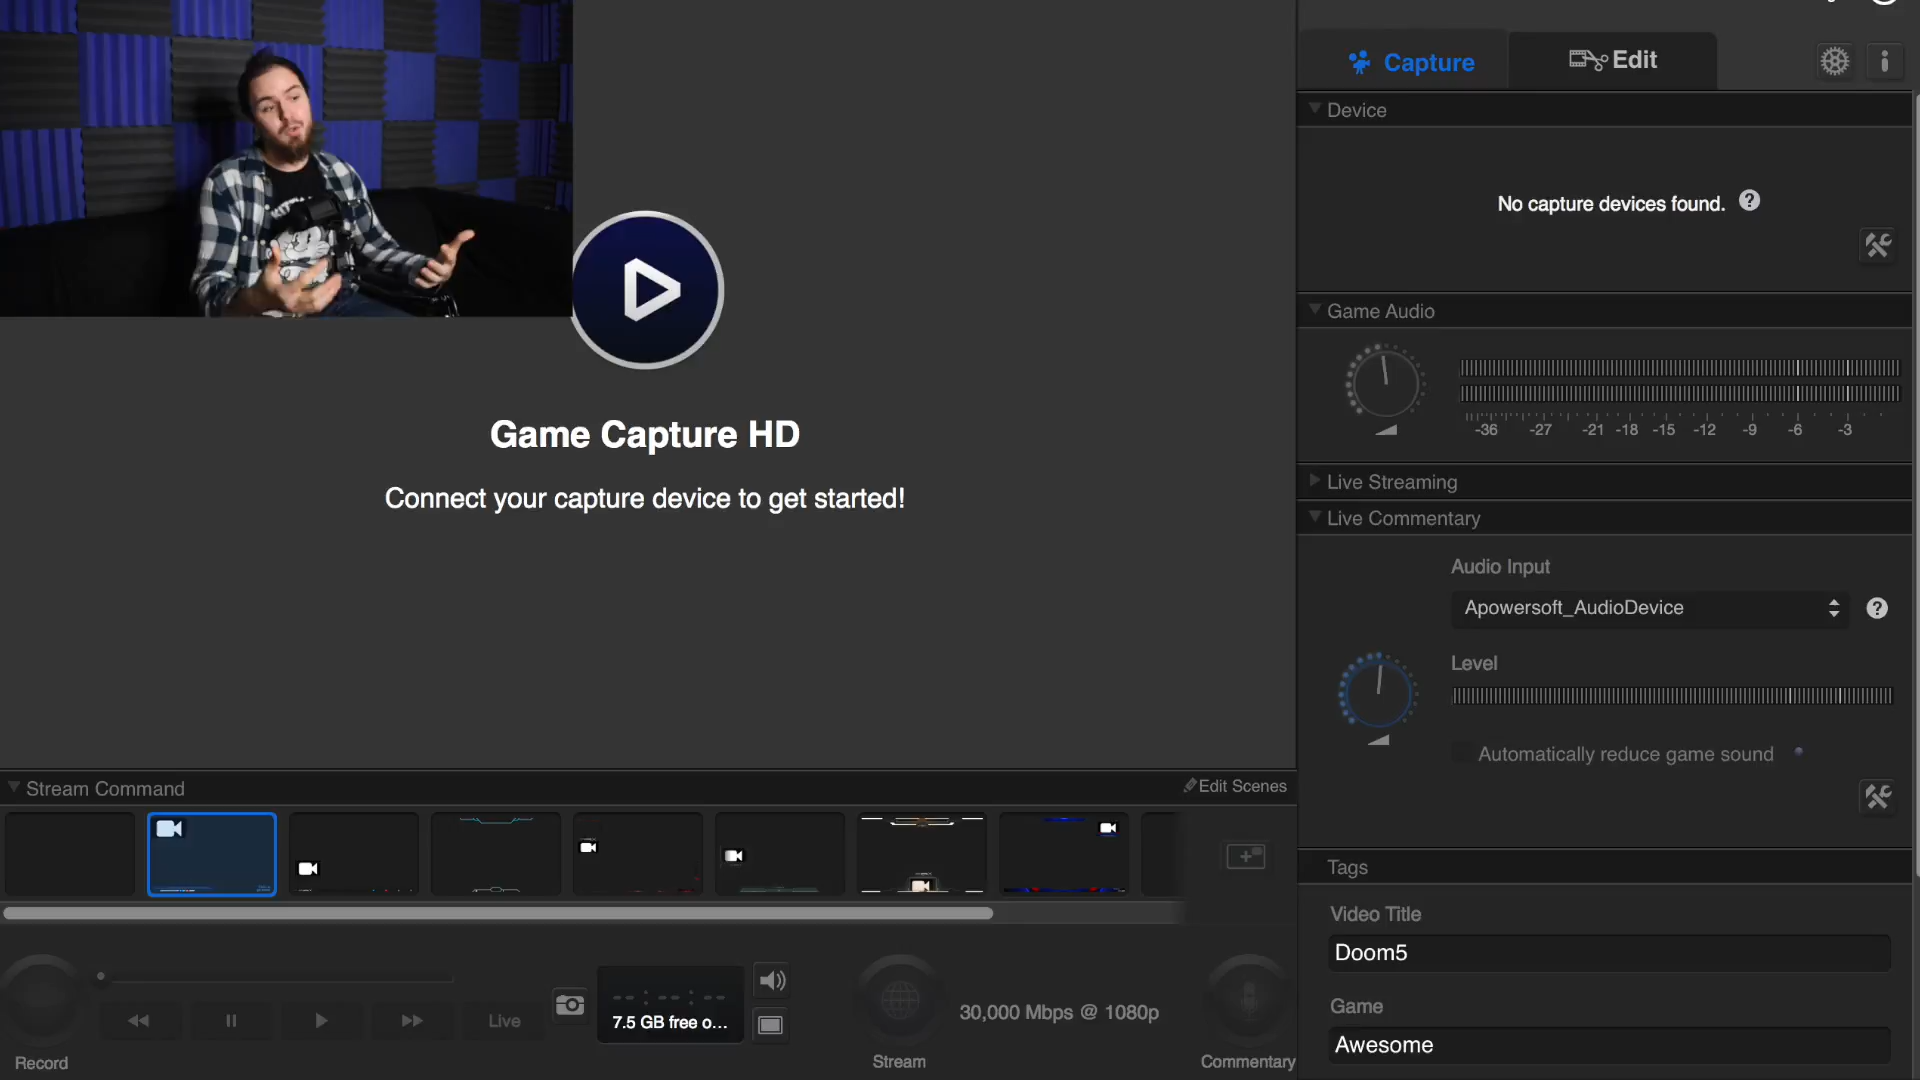 Capture
Edit
Device
No capture devices found.
?
Game Audio
-36 -27 -21 -18 -15 -12 -9 -6 -3
Live Streaming
Live Commentary
Audio Input
Apowersoft_AudioDevice
?
Level
Automatically reduce game sound
Game Capture HD
Connect your capture device to get started!
Stream Command
Edit Scenes
Tags
Video Title
Doom5
Game
Awesome
Live
--:--:--
7.5 GB free o...
30,000 Mbps @ 1080p
Record
Stream
Commentary